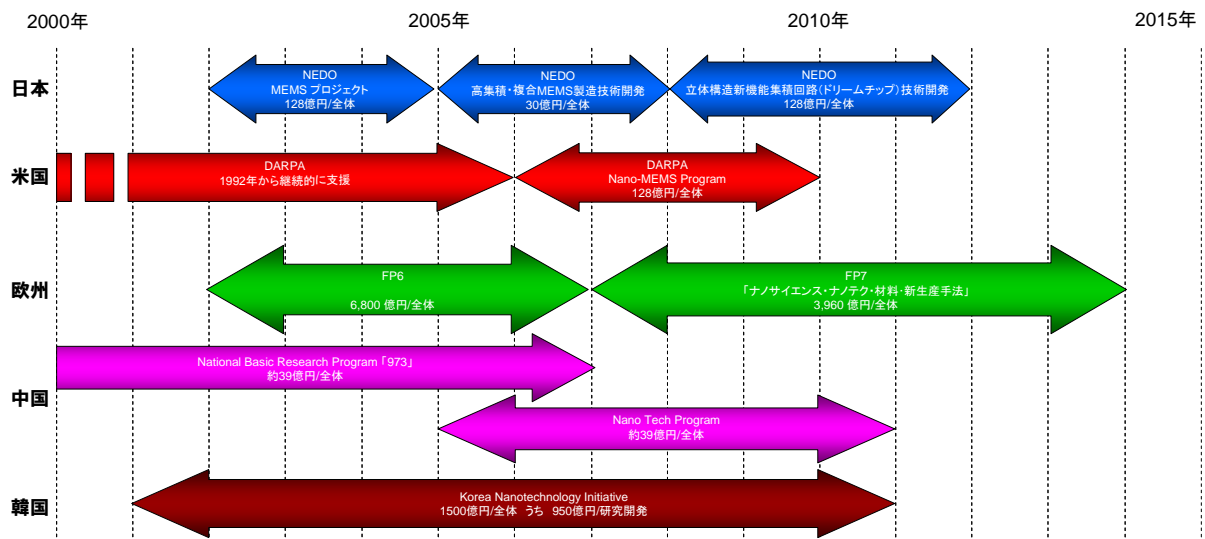 2000年
2005年
2010年
2015年
日本
NEDO
MEMS プロジェクト
128億円/全体
NEDO
高集積・複合MEMS製造技術開発
30億円/全体
NEDO
立体構造新機能集積回路(ドリームチップ)技術開発
128億円/全体
米国
DARPA
1992年から継続的に支援
DARPA
Nano-MEMS Program
128億円/全体
欧州
FP6
6,800 億円/全体
FP7
「ナノサイエンス・ナノテク・材料・新生産手法」
3,960 億円/全体
中国
National Basic Research Program 「973」
約39億円/全体
Nano Tech Program
約39億円/全体
韓国
Korea Nanotechnology Initiative
1500億円/全体 うち 950億円/研究開発